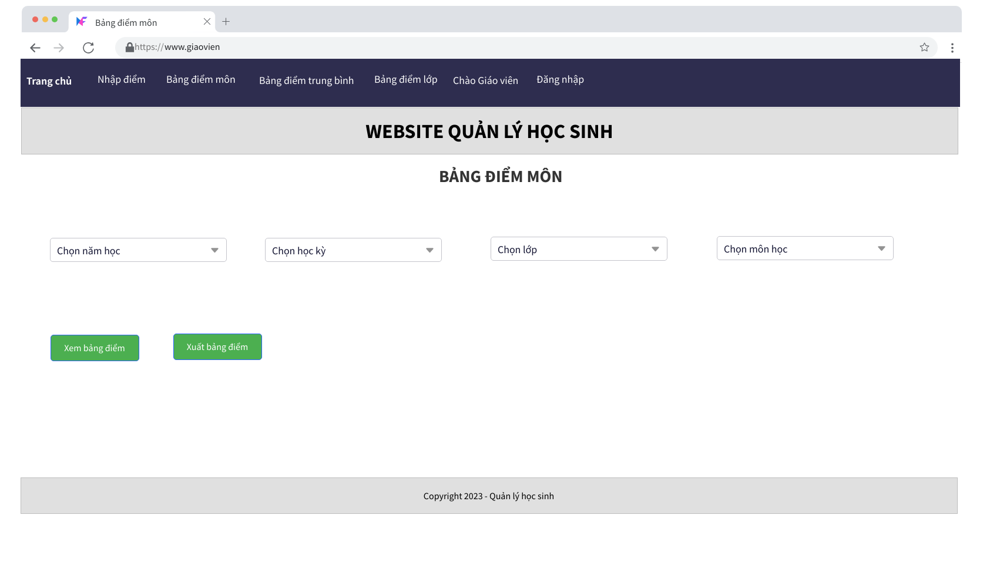 Bảng điểm môn
https://www.giaovien
Trang chủ Nhập điểm Bảng điểm môn Bảng điểm trung bình Bảng điểm lớp Chào Giáo viên Đăng nhập
WEBSITE QUẢN LÝ HỌC SINH
BẢNG ĐIỂM MÔN
Chọn năm học Chọn học kỳ Chọn lớp Chọn môn học
Xem bảng điểm Xuất bảng điểm
Copyright 2023 - Quản lý học sinh